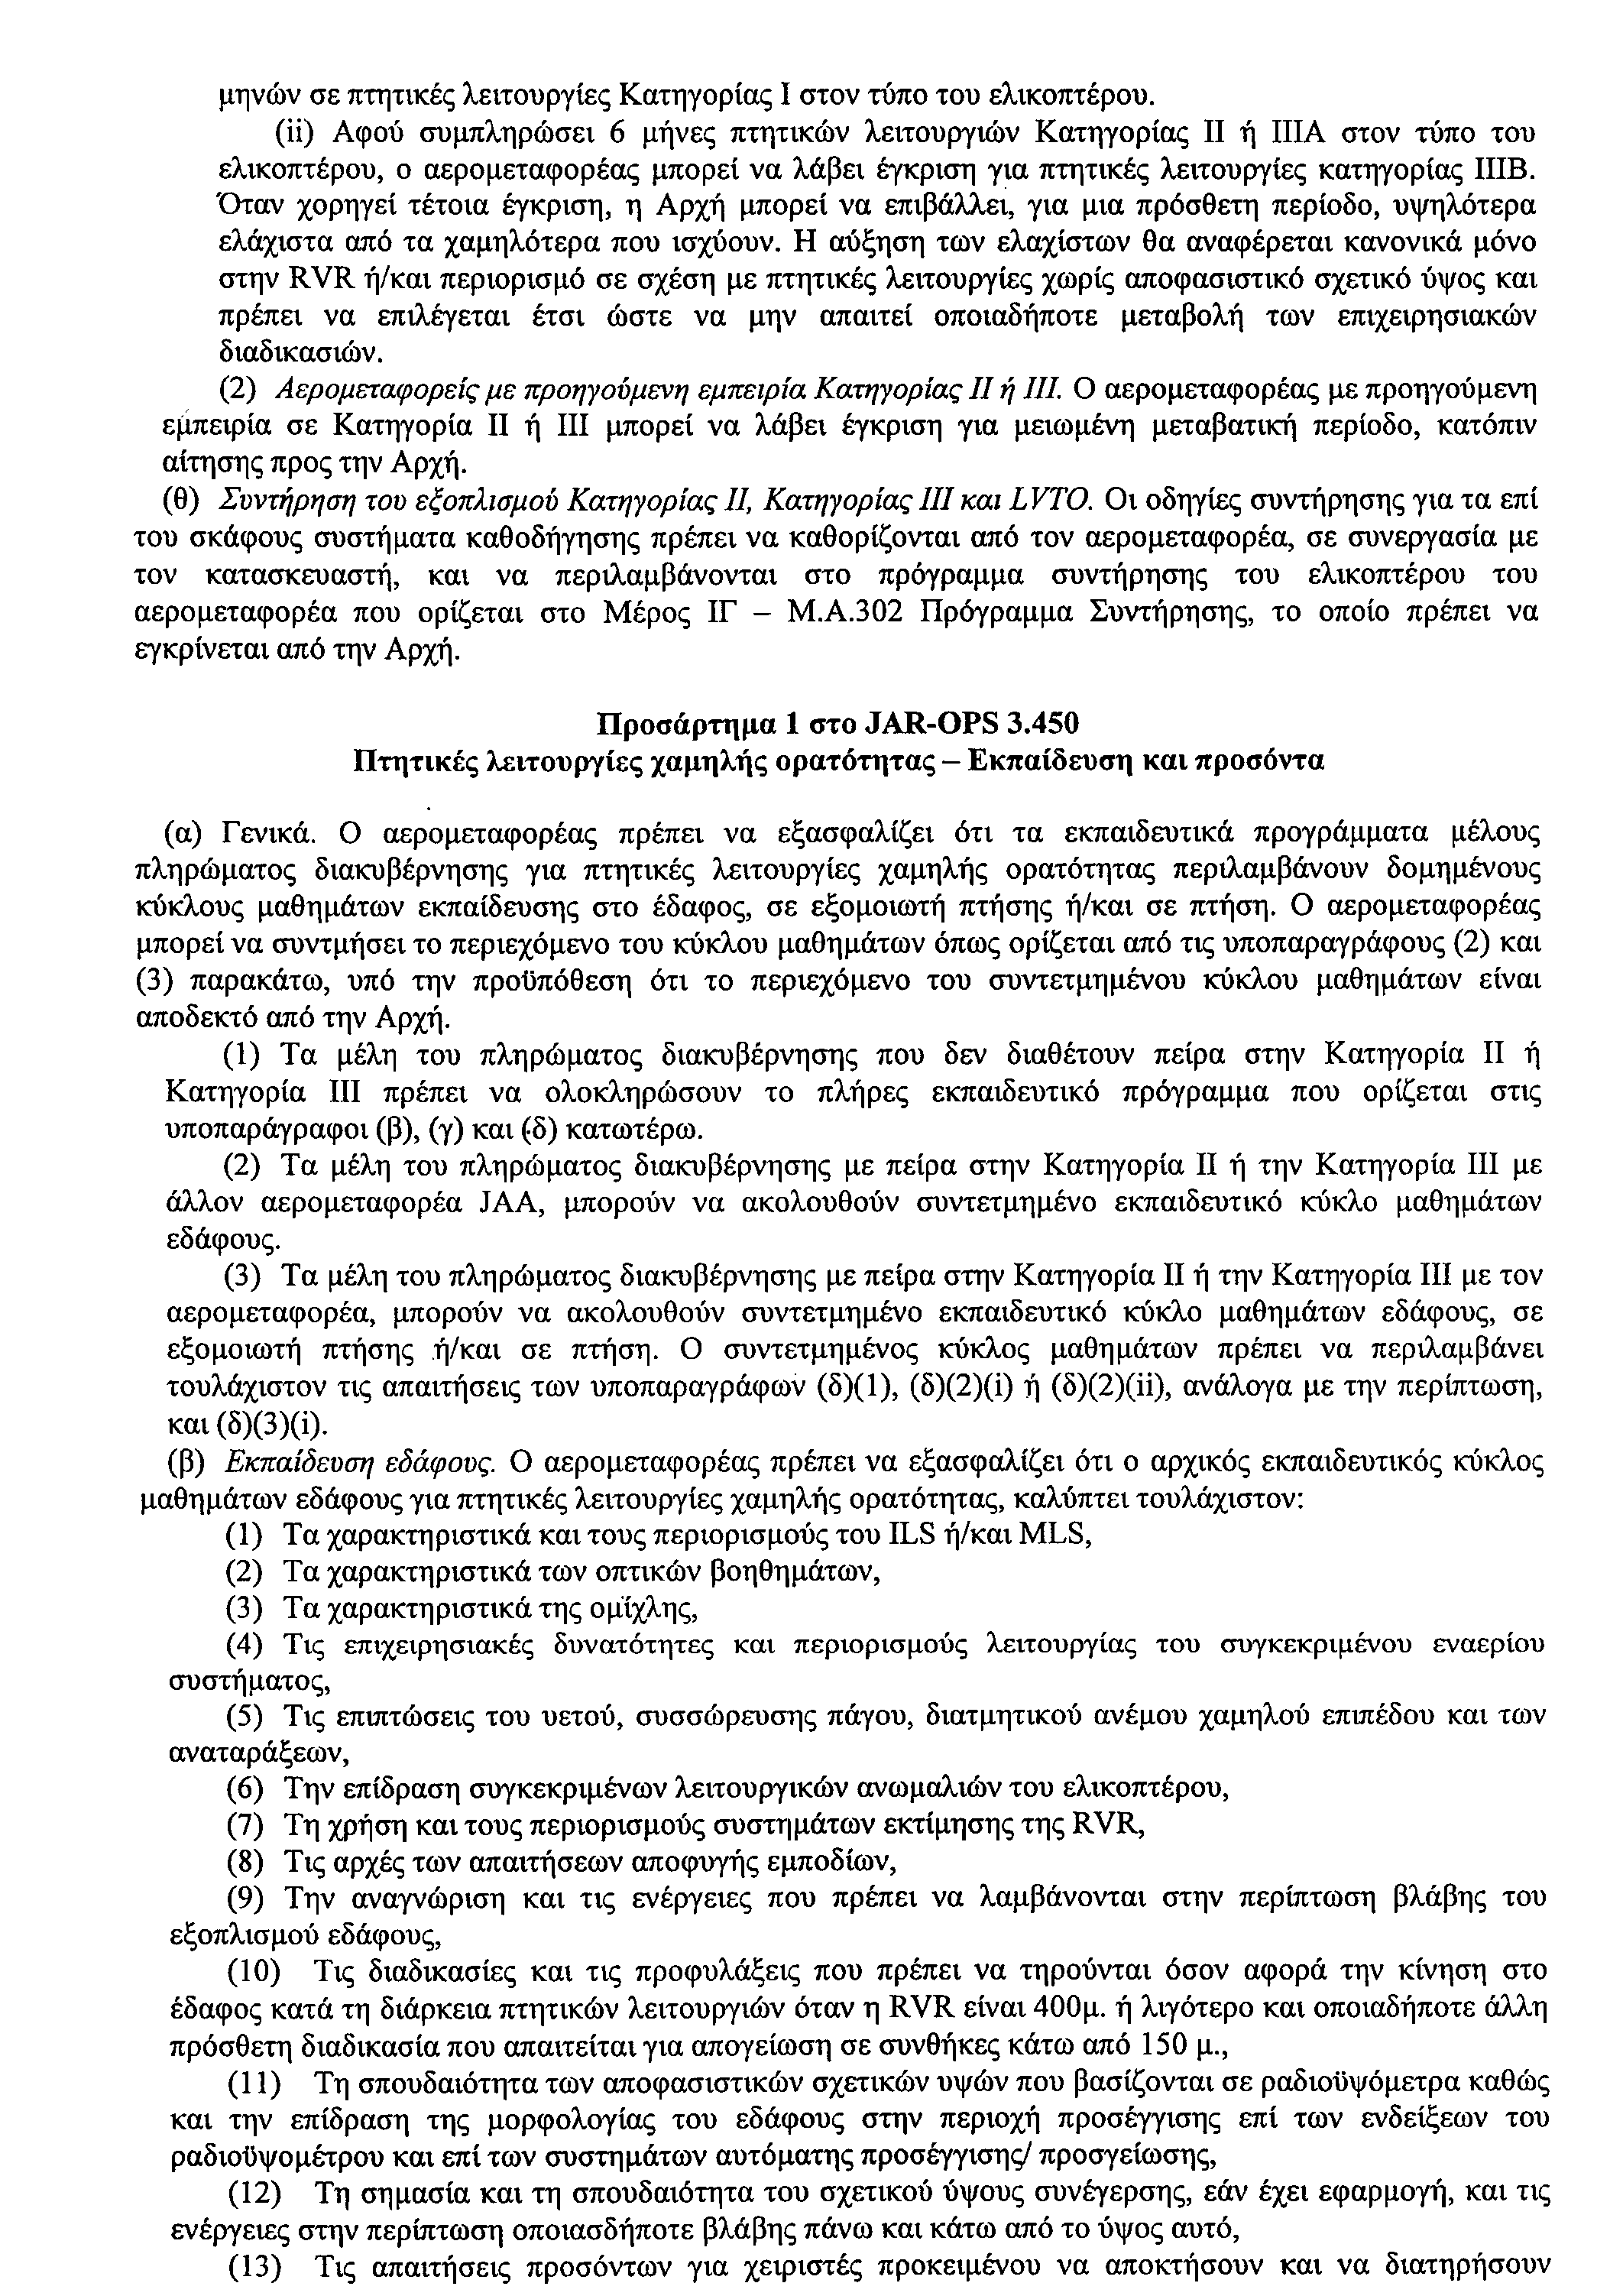 μηνών σε πτητικές λειτουργίες Κατηγορίας Ι στον τύπο του ελικοπτέρου.
(ii) Αφού συμπληρώσει 6 μήνες πτητικών λειτουργιών Κατηγορίας ΙΙ ή ΙΙΙΑ στον τύπο του
ελικοπτέρου, ο αερομεταφορέας μπορεί να λάβει έγκριση για πτητικές λειτουργίες κατηγορίας ΙΙΙΒ.
Όταν χορηγεί τέτοια έγκριση, η Αρχή μπορεί να επιβάλλει, για μια πρόσθετη περίοδο, υψηλότερα
ελάχιστα από τα χαμηλότερα που ισχύουν. Η αύξηση των ελαχίστων θα αναφέρεται κανονικά μόνο
στην RVR ή/και περιορισμό σε σχέση με πτητικές λειτουργίες χωρίς αποφασιστικό σχετικό ύψος και
πρέπει να επιλέγεται έτσι ώστε να μην απαιτεί οποιαδήποτε μεταβολή των επιχειρησιακών
διαδικασιών.
(2) Αερομεταφορείς με προηγούμενη εμπειρία Κατηγορίας ΙΙ ή ΙΙΙ. Ο αερομεταφορέας με προηγούμενη
εμπειρία σε Κατηγορία ΙΙ ή ΙΙΙ μπορεί να λάβει έγκριση για μειωμένη μεταβατική περίοδο, κατόπιν
αίτησης προς την Αρχή.
(θ) Συντήρηση του εξοπλισμού Κατηγορίας ΙΙ, Κατηγορίας ΙΙΙ και LVTO. Οι οδηγίες συντήρησης για τα επί
του σκάφους συστήματα καθοδήγησης πρέπει να καθορίζονται από τον αερομεταφορέα, σε συνεργασία με
τον κατασκευαστή, και να περιλαμβάνονται στο πρόγραμμα συντήρησης του ελικοπτέρου του
αερομεταφορέα που ορίζεται στο Μέρος ΙΓ – M.A.302 Πρόγραμμα Συντήρησης, το οποίο πρέπει να
εγκρίνεται από την Αρχή.
Προσάρτημα 1 στο JAR-OPS 3.450
Πτητικές λειτουργίες χαμηλής ορατότητας – Εκπαίδευση και προσόντα
(α) Γενικά. Ο αερομεταφορέας πρέπει να εξασφαλίζει ότι τα εκπαιδευτικά προγράμματα μέλους
πληρώματος διακυβέρνησης για πτητικές λειτουργίες χαμηλής ορατότητας περιλαμβάνουν δομημένους
κύκλους μαθημάτων εκπαίδευσης στο έδαφος, σε εξομοιωτή πτήσης ή/και σε πτήση. Ο αερομεταφορέας
μπορεί να συντμήσει το περιεχόμενο του κύκλου μαθημάτων όπως ορίζεται από τις υποπαραγράφους (2) και
(3) παρακάτω, υπό την προϋπόθεση ότι το περιεχόμενο του συντετμημένου κύκλου μαθημάτων είναι
αποδεκτό από την Αρχή.
(1) Τα μέλη του πληρώματος διακυβέρνησης που δεν διαθέτουν πείρα στην Κατηγορία ΙΙ ή
Κατηγορία ΙΙΙ πρέπει να ολοκληρώσουν το πλήρες εκπαιδευτικό πρόγραμμα που ορίζεται στις
υποπαράγραφοι (β), (γ) και (δ) κατωτέρω.
(2) Τα μέλη του πληρώματος διακυβέρνησης με πείρα στην Κατηγορία ΙΙ ή την Κατηγορία ΙΙΙ με
άλλον αερομεταφορέα JAA, μπορούν να ακολουθούν συντετμημένο εκπαιδευτικό κύκλο μαθημάτων
εδάφους.
(3) Τα μέλη του πληρώματος διακυβέρνησης με πείρα στην Κατηγορία ΙΙ ή την Κατηγορία ΙΙΙ με τον
αερομεταφορέα, μπορούν να ακολουθούν συντετμημένο εκπαιδευτικό κύκλο μαθημάτων εδάφους, σε
εξομοιωτή πτήσης ή/και σε πτήση. Ο συντετμημένος κύκλος μαθημάτων πρέπει να περιλαμβάνει
τουλάχιστον τις απαιτήσεις των υποπαραγράφων (δ)(1), (δ)(2)(i) ή (δ)(2)(ii), ανάλογα με την περίπτωση,
και (δ)(3)(i).
(β) Εκπαίδευση εδάφους. Ο αερομεταφορέας πρέπει να εξασφαλίζει ότι ο αρχικός εκπαιδευτικός κύκλος
μαθημάτων εδάφους για πτητικές λειτουργίες χαμηλής ορατότητας, καλύπτει τουλάχιστον:
(1) Τα χαρακτηριστικά και τους περιορισμούς του ILS ή/και MLS,
(2) Τα χαρακτηριστικά των οπτικών βοηθημάτων,
(3) Τα χαρακτηριστικά της ομίχλης,
(4) Τις επιχειρησιακές δυνατότητες και περιορισμούς λειτουργίας του συγκεκριμένου εναερίου
συστήματος,
(5) Τις επιπτώσεις του υετού, συσσώρευσης πάγου, διατμητικού ανέμου χαμηλού επιπέδου και των
αναταράξεων,
(6) Την επίδραση συγκεκριμένων λειτουργικών ανωμαλιών του ελικοπτέρου,
(7) Τη χρήση και τους περιορισμούς συστημάτων εκτίμησης της RVR,
(8) Τις αρχές των απαιτήσεων αποφυγής εμποδίων,
(9) Την αναγνώριση και τις ενέργειες που πρέπει να λαμβάνονται στην περίπτωση βλάβης του
εξοπλισμού εδάφους,
(10) Τις διαδικασίες και τις προφυλάξεις που πρέπει να τηρούνται όσον αφορά την κίνηση στο
έδαφος κατά τη διάρκεια πτητικών λειτουργιών όταν η RVR είναι 400μ. ή λιγότερο και οποιαδήποτε άλλη
πρόσθετη διαδικασία που απαιτείται για απογείωση σε συνθήκες κάτω από 150 μ.,
(11) Τη σπουδαιότητα των αποφασιστικών σχετικών υψών που βασίζονται σε ραδιοϋψόμετρα καθώς
και την επίδραση της μορφολογίας του εδάφους στην περιοχή προσέγγισης επί των ενδείξεων του
ραδιοϋψομέτρου και επί των συστημάτων αυτόματης προσέγγισης/ προσγείωσης,
(12) Τη σημασία και τη σπουδαιότητα του σχετικού ύψους συνέγερσης, εάν έχει εφαρμογή, και τις
ενέργειες στην περίπτωση οποιασδήποτε βλάβης πάνω και κάτω από το ύψος αυτό,
(13) Τις απαιτήσεις προσόντων για χειριστές προκειμένου να αποκτήσουν και να διατηρήσουν